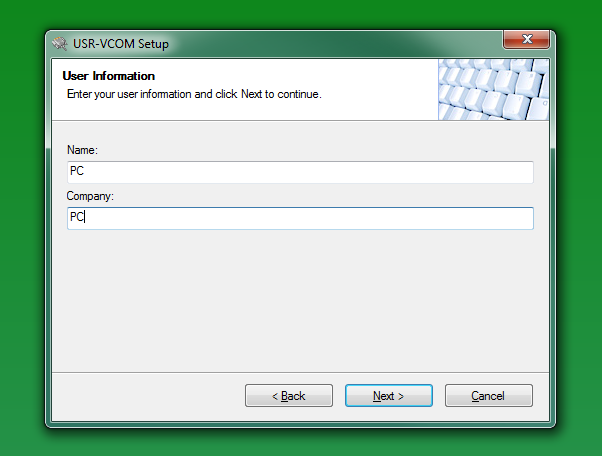 USR-VCOM Setup
User Information
Enter your user information and click Next to continue.
Name:
PC
Company:
PC
< Back
Next >
Cancel